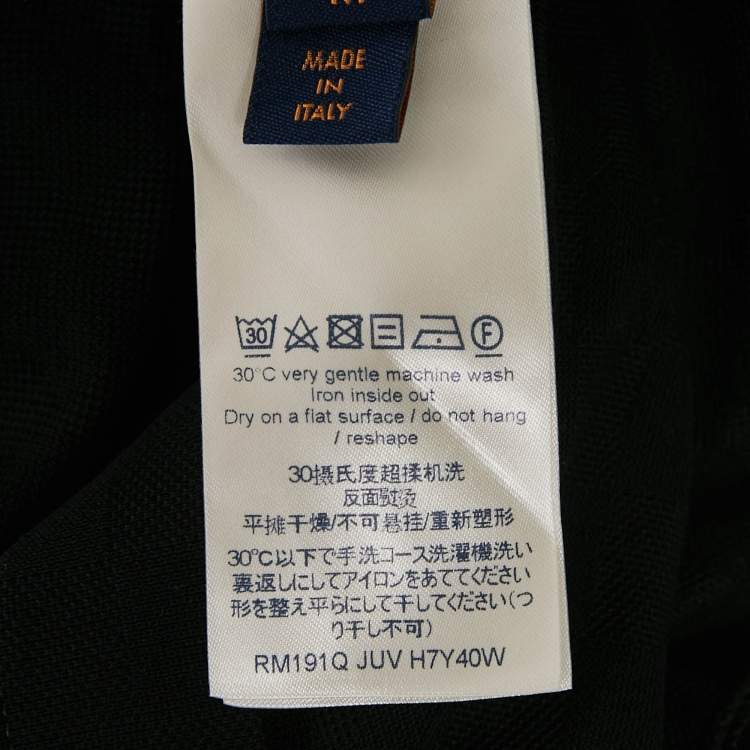 MADE
IN
ITALY
30
F
30°C very gentle machine wash
Iron inside out
Dry on a flat surface / do not hang
/ reshape
30摄氏度超揉机洗
反面熨烫
平摊干燥/不可悬挂/重新塑形
30℃以下で手洗コース洗濯機洗い
裏返しにしてアイロンをあててください
形を整え平らにして干してください(つ
り干し不可)
RM191Q JUV H7Y40W